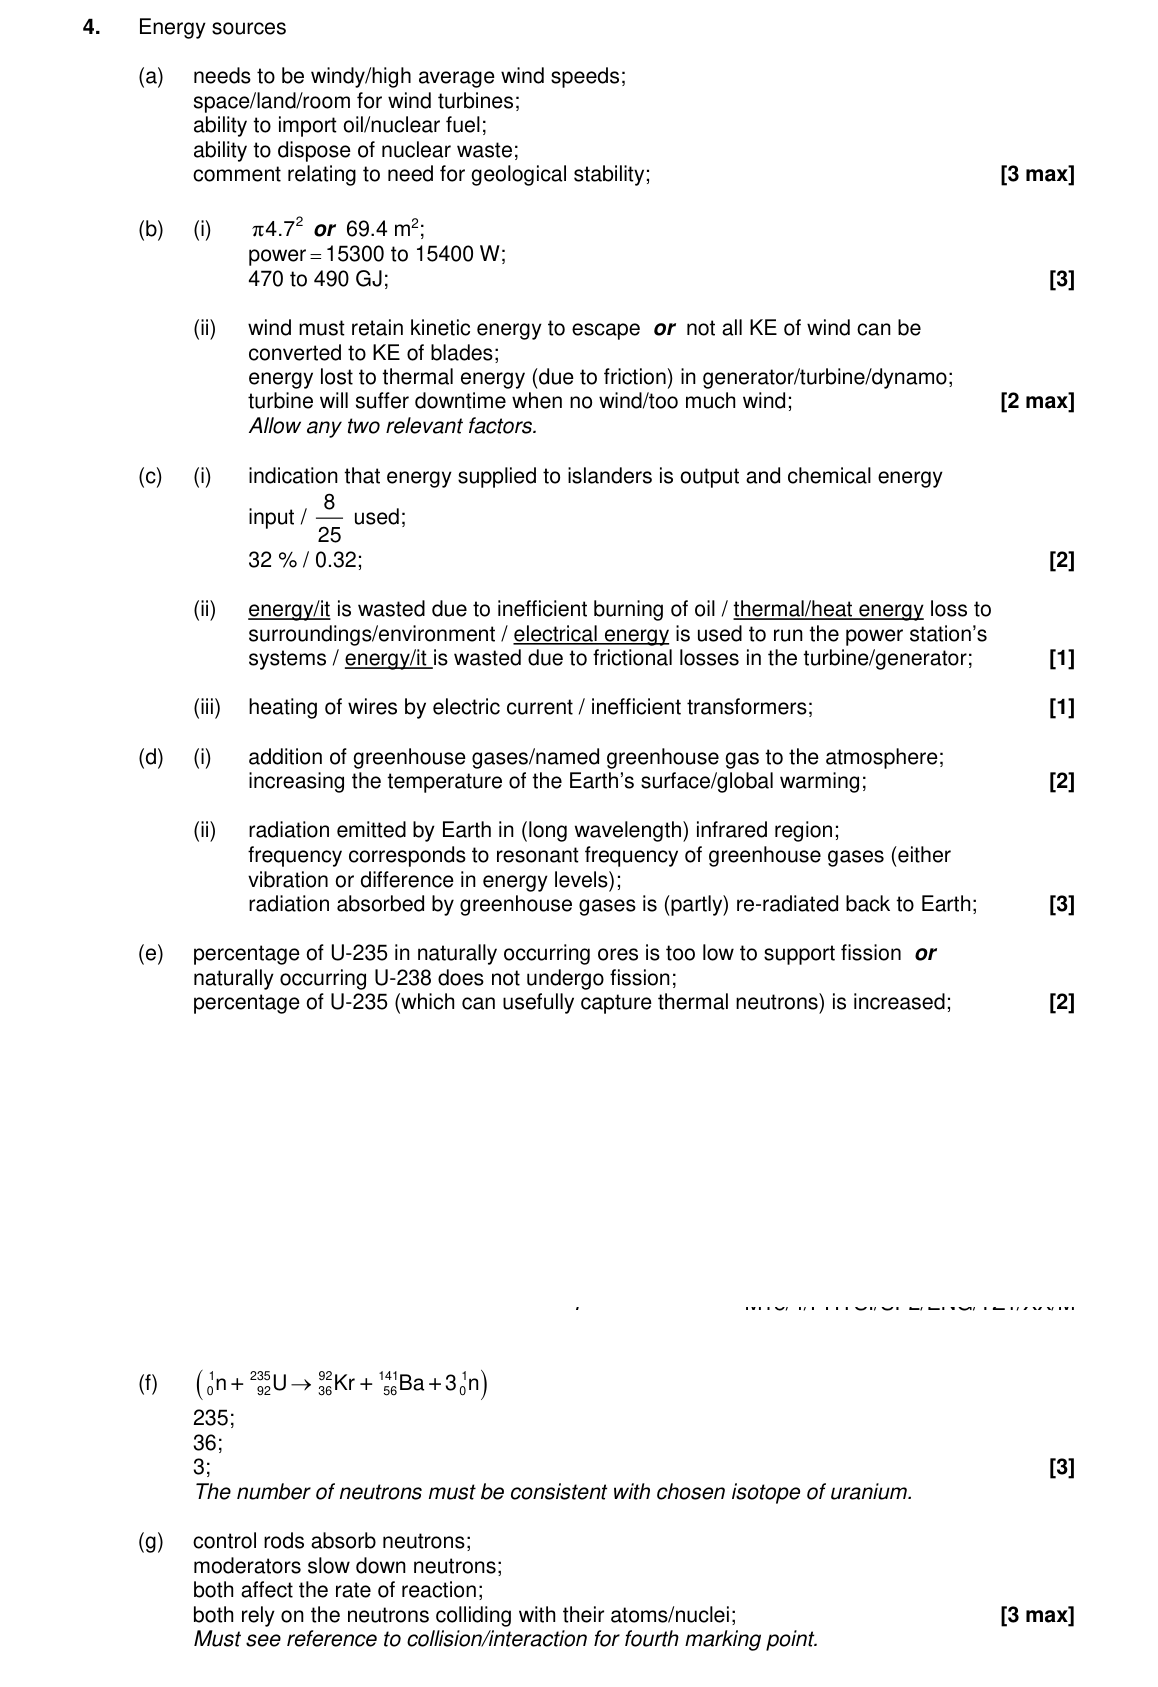 4. Energy sources
(a) needs to be windy/high average wind speeds;
space/land/room for wind turbines;
ability to import oil/nuclear fuel;
ability to dispose of nuclear waste;
comment relating to need for geological stability; [3 max]
(b) (i) π4.7² or 69.4 m²;
power = 15300 to 15400 W;
470 to 490 GJ; [3]
(ii) wind must retain kinetic energy to escape or not all KE of wind can be
converted to KE of blades;
energy lost to thermal energy (due to friction) in generator/turbine/dynamo;
turbine will suffer downtime when no wind/too much wind; [2 max]
Allow any two relevant factors.
(c) (i) indication that energy supplied to islanders is output and chemical energy
input / 8/25 used;
32 % / 0.32; [2]
(ii) energy/it is wasted due to inefficient burning of oil / thermal/heat energy loss to
surroundings/environment / electrical energy is used to run the power station's
systems / energy/it is wasted due to frictional losses in the turbine/generator; [1]
(iii) heating of wires by electric current / inefficient transformers; [1]
(d) (i) addition of greenhouse gases/named greenhouse gas to the atmosphere;
increasing the temperature of the Earth's surface/global warming; [2]
(ii) radiation emitted by Earth in (long wavelength) infrared region;
frequency corresponds to resonant frequency of greenhouse gases (either
vibration or difference in energy levels);
radiation absorbed by greenhouse gases is (partly) re-radiated back to Earth; [3]
(e) percentage of U-235 in naturally occurring ores is too low to support fission or
naturally occurring U-238 does not undergo fission;
percentage of U-235 (which can usefully capture thermal neutrons) is increased; [2]
(f) (¹₀n + ²³⁵₉₂U → ⁹²₃₆Kr + ¹⁴¹₅₆Ba + 3¹₀n)
235;
36;
3; [3]
The number of neutrons must be consistent with chosen isotope of uranium.
(g) control rods absorb neutrons;
moderators slow down neutrons;
both affect the rate of reaction;
both rely on the neutrons colliding with their atoms/nuclei; [3 max]
Must see reference to collision/interaction for fourth marking point.